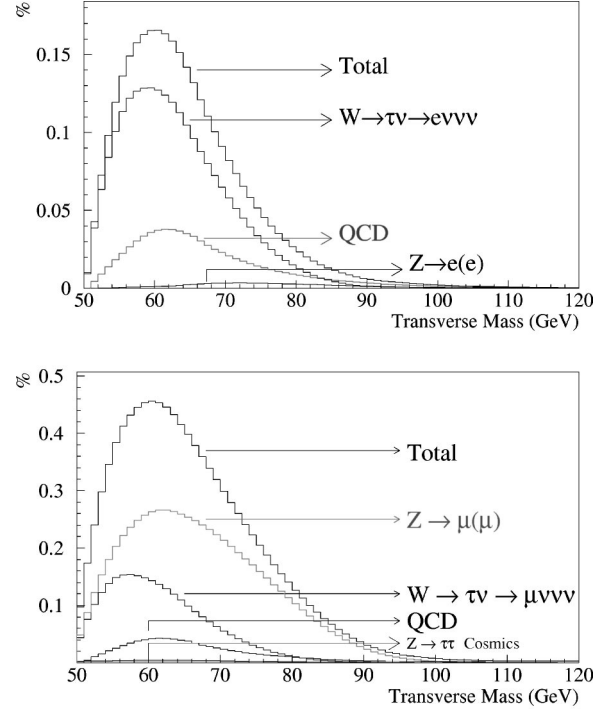 %
0.15
Total
W→τν→eννν
0.1
0.05
QCD
Z→e(e)
0
50 60 70 80 90 100 110 120
Transverse Mass (GeV)
%
0.5
0.4
Total
0.3
Z → μ(μ)
0.2
W → τν → μννν
0.1
QCD
Z → ττ Cosmics
50 60 70 80 90 100 110 120
Transverse Mass (GeV)